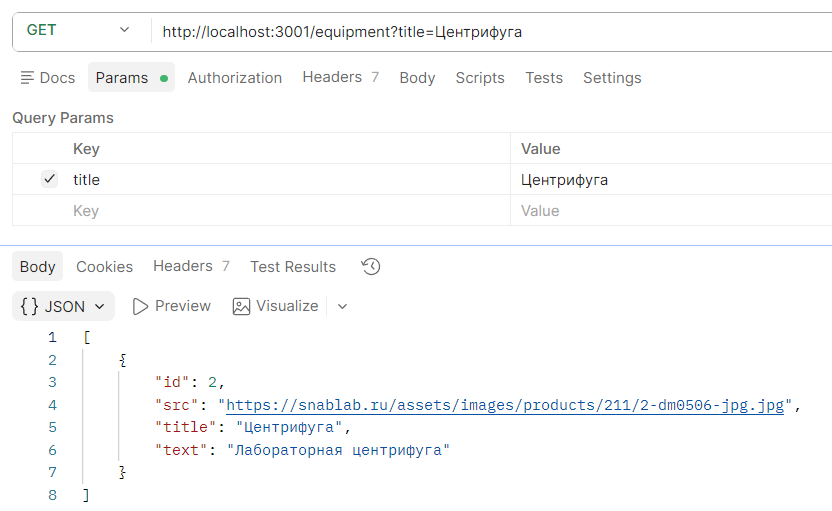 GET http://localhost:3001/equipment?title=Центрифуга
Docs Params Authorization Headers 7 Body Scripts Tests Settings
Query Params
Key Value
title Центрифуга
Key Value
Body Cookies Headers 7 Test Results
{} JSON Preview Visualize
1 [
2 {
3 "id": 2,
4 "src": "https://snablab.ru/assets/images/products/211/2-dm0506-jpg.jpg",
5 "title": "Центрифуга",
6 "text": "Лабораторная центрифуга"
7 }
8 ]